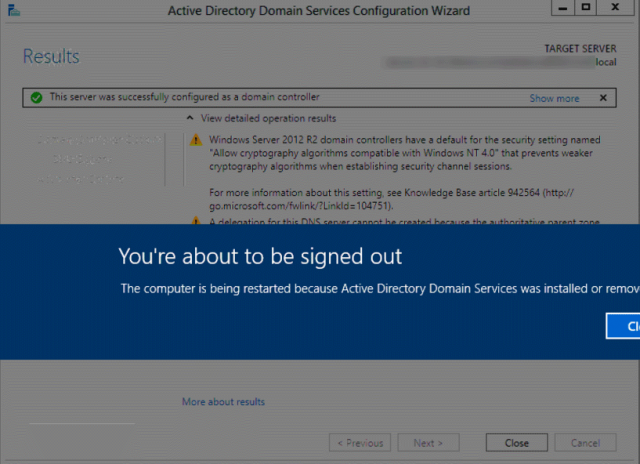 Active Directory Domain Services Configuration Wizard
Results
TARGET SERVER
local
This server was successfully configured as a domain controller
Show more
View detailed operation results
Windows Server 2012 R2 domain controllers have a default for the security setting named
"Allow cryptography algorithms compatible with Windows NT 4.0" that prevents weaker
cryptography algorithms when establishing security channel sessions.
For more information about this setting, see Knowledge Base article 942564 (http://
go.microsoft.com/fwlink/?LinkId=104751).
A delegation for this DNS server cannot be created because the authoritative parent zone
You're about to be signed out
The computer is being restarted because Active Directory Domain Services was installed or remov
Cl
More about results
< Previous
Next >
Close
Cancel